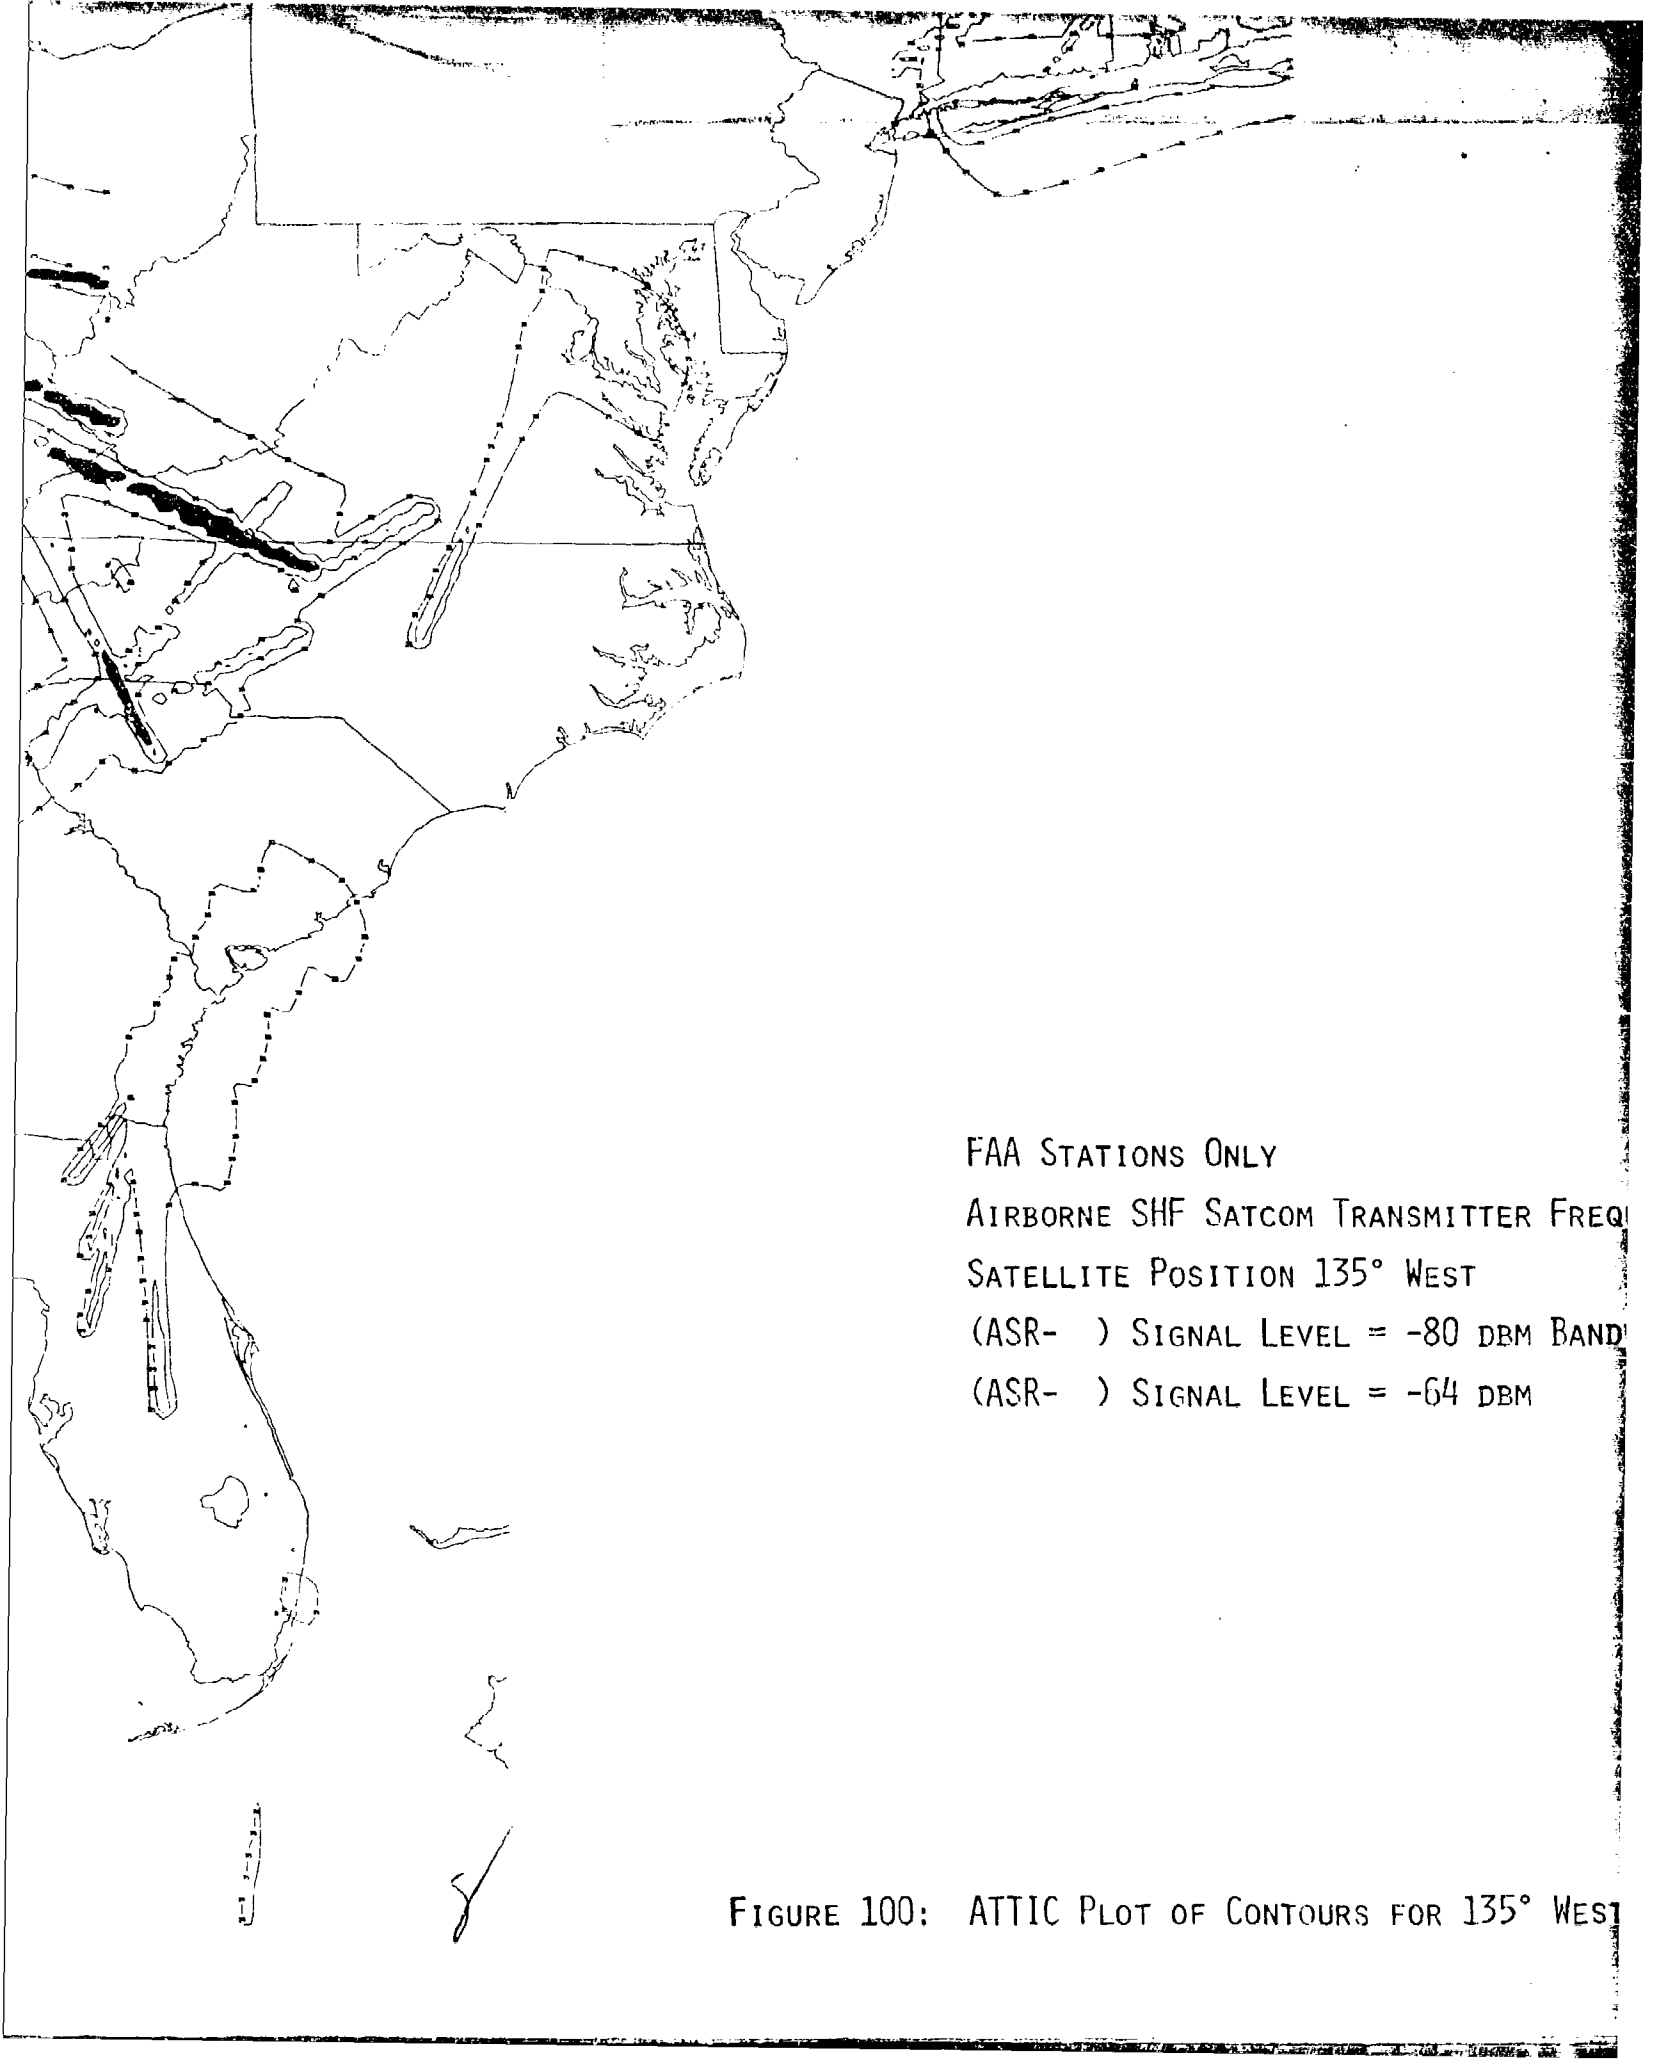 FAA STATIONS ONLY
AIRBORNE SHF SATCOM TRANSMITTER FREQ
SATELLITE POSITION 135° WEST
(ASR-   ) SIGNAL LEVEL = -80 DBM BAND
(ASR-   ) SIGNAL LEVEL = -64 DBM
FIGURE 100: ATTIC PLOT OF CONTOURS FOR 135° WEST